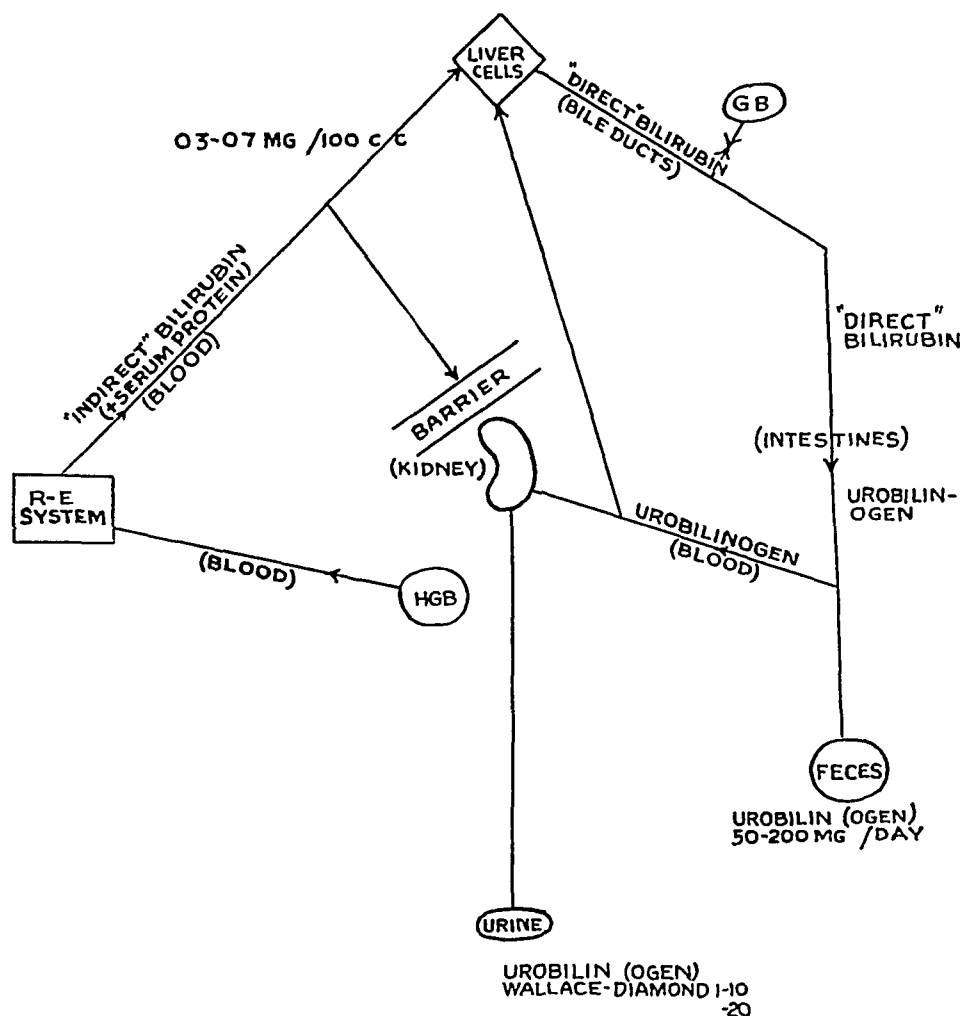 LIVER
CELLS
"DIRECT" BILIRUBIN
(BILE DUCTS)
GB
03-07 MG /100 C C
"INDIRECT" BILIRUBIN
(+SERUM PROTEIN)
(BLOOD)
"DIRECT"
BILIRUBIN
BARRIER
(KIDNEY)
(INTESTINES)
R-E
SYSTEM
UROBILIN-
OGEN
UROBILINOGEN
(BLOOD)
(BLOOD)
HGB
FECES
UROBILIN (OGEN)
50-200 MG /DAY
URINE
UROBILIN (OGEN)
WALLACE-DIAMOND 1-10
-20